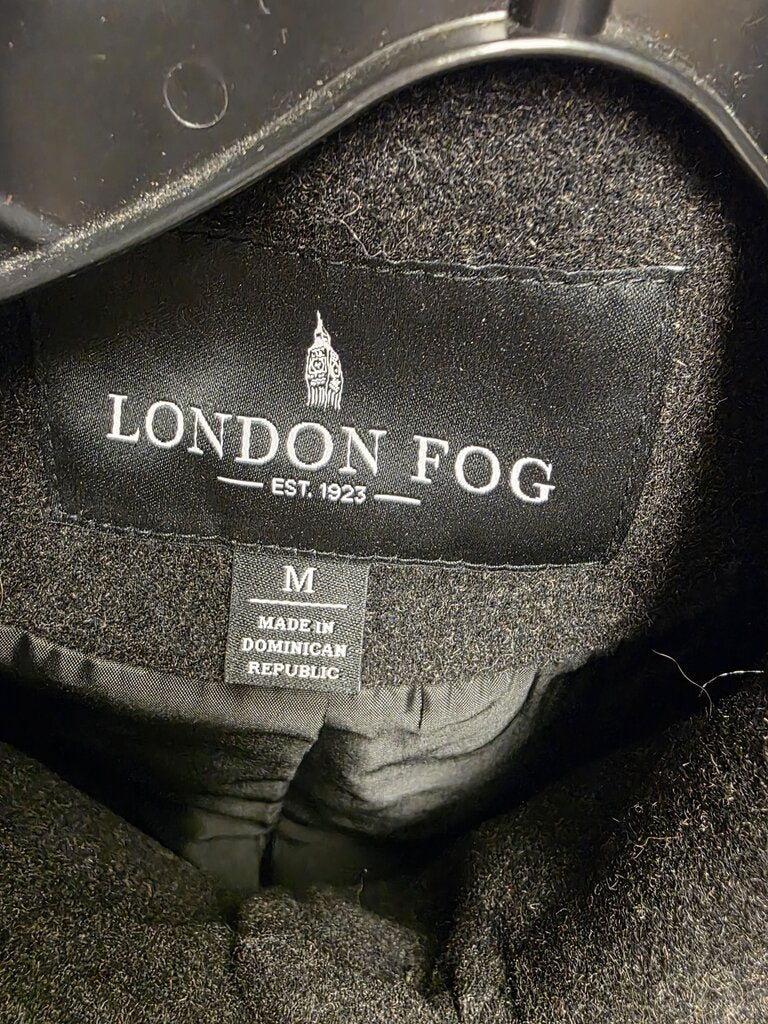 LONDON FOG
EST. 1923
M
MADE IN
DOMINICAN
REPUBLIC